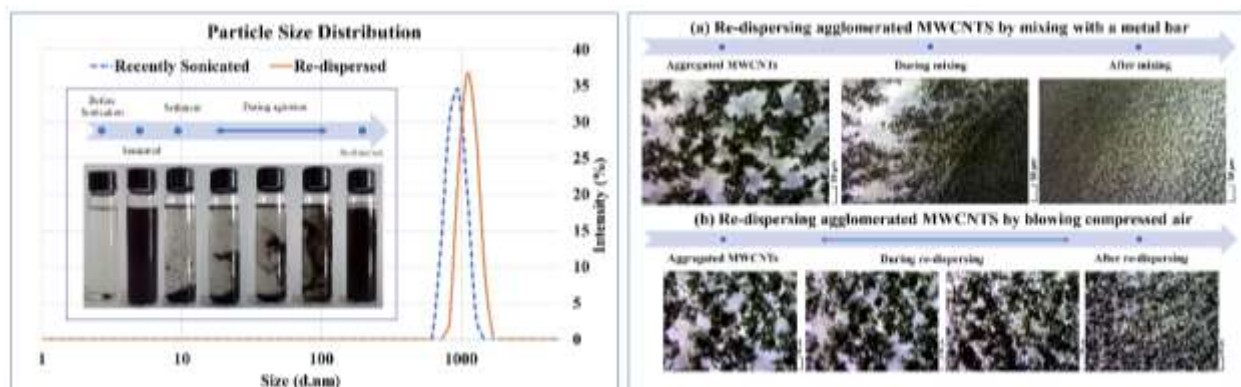 Particle Size Distribution
Recently Sonicated
Re-dispersed
Before
Sonication
Sediment
During agitation
40
35
30
25
20
15
10
5
0
Intensity (%)
1
10
100
1000
Size (d.nm)
(a) Re-dispersing agglomerated MWCNTS by mixing with a metal bar
Aggregated MWCNTs
During mixing
After mixing
(b) Re-dispersing agglomerated MWCNTS by blowing compressed air
Aggregated MWCNTs
During re-dispersing
After re-dispersing